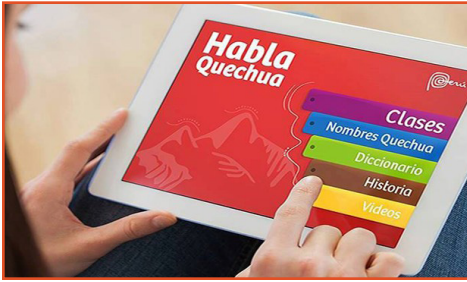 Habla
Quechua
Perú
Clases
Nombres Quechua
Diccionario
Historia
Videos